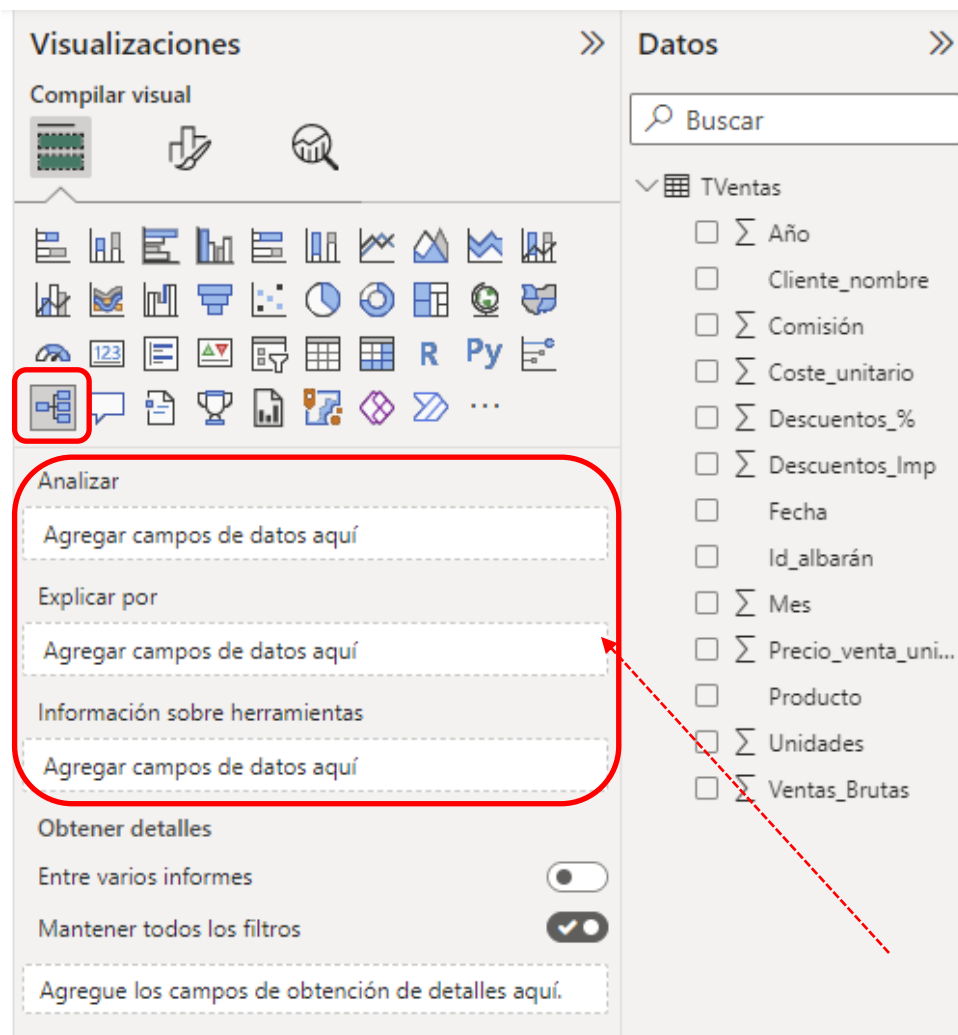 Visualizaciones
Compilar visual
123
R
Py
...
Analizar
Agregar campos de datos aquí
Explicar por
Agregar campos de datos aquí
Información sobre herramientas
Agregar campos de datos aquí
Obtener detalles
Entre varios informes
Mantener todos los filtros
Agregue los campos de obtención de detalles aquí.
Datos
Buscar
TVentas
∑ Año
Cliente_nombre
∑ Comisión
∑ Coste_unitario
∑ Descuentos_%
∑ Descuentos_Imp
Fecha
Id_albarán
∑ Mes
∑ Precio_venta_uni...
Producto
∑ Unidades
∑ Ventas_Brutas